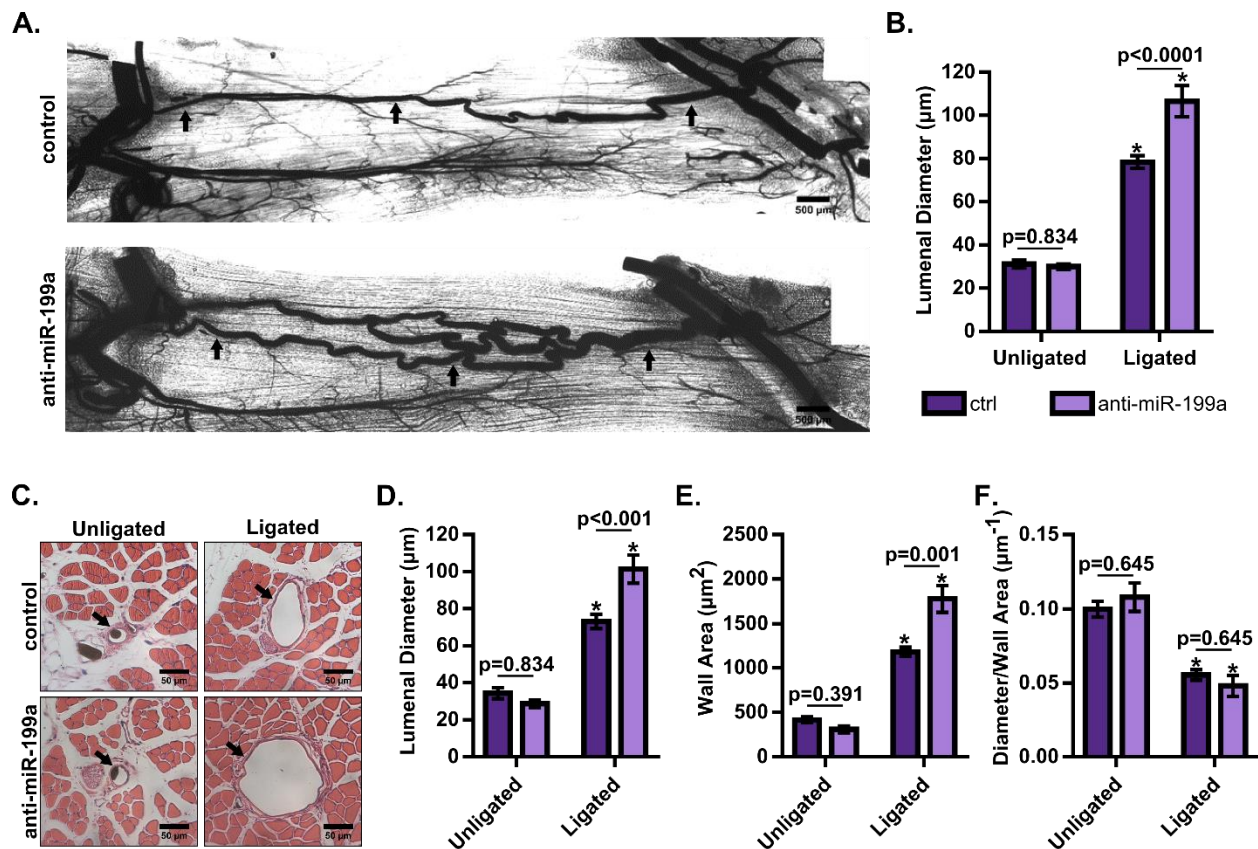 A.
control
500 µm
anti-miR-199a
500 µm
B.
p<0.0001
*
*
p=0.834
Lumenal Diameter (µm)
120
100
80
60
40
20
0
Unligated Ligated
ctrl anti-miR-199a
C.
Unligated Ligated
control
50 µm 50 µm
anti-miR-199a
50 µm 50 µm
D.
p<0.001
*
*
p=0.834
Lumenal Diameter (µm)
120
100
80
60
40
20
0
Unligated
Ligated
E.
p=0.001
*
*
p=0.391
Wall Area (µm²)
2500
2000
1500
1000
500
0
Unligated
Ligated
F.
p=0.645
p=0.645
* *
Diameter/Wall Area (µm⁻¹)
0.15
0.10
0.05
0.00
Unligated
Ligated